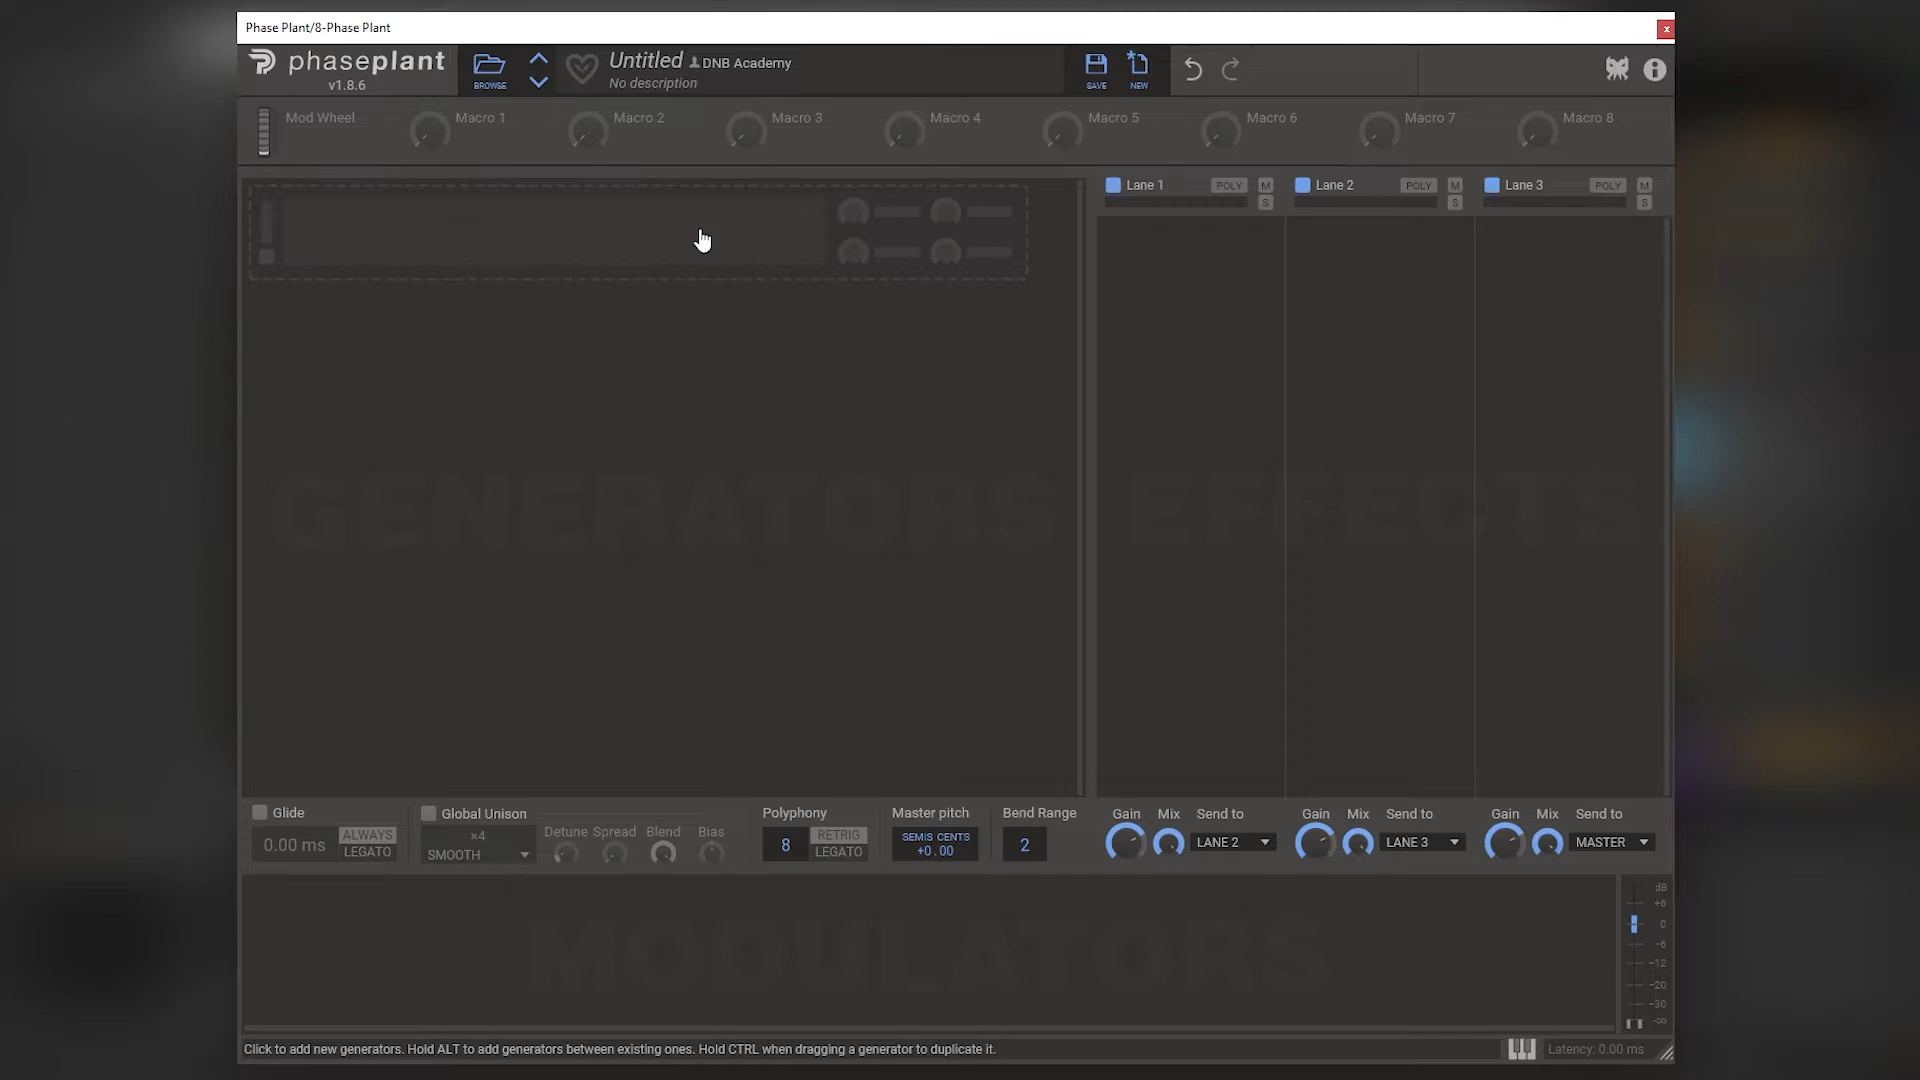 Phase Plant/8-Phase Plant
x
phaseplant
v1.8.6
BROWSE
Untitled DNB Academy
No description
SAVE
NEW
Mod Wheel
Macro 1
Macro 2
Macro 3
Macro 4
Macro 5
Macro 6
Macro 7
Macro 8
Lane 1 POLY M
S
Lane 2 POLY M
S
Lane 3 POLY M
S
GENERATORS
EFFECTS
Glide
0.00 ms
ALWAYS
LEGATO
Global Unison
x4
SMOOTH
Detune Spread Blend Bias
Polyphony
8
RETRIG
LEGATO
Master pitch
SEMIS CENTS
+0.00
Bend Range
2
Gain Mix Send to
LANE 2
Gain Mix Send to
LANE 3
Gain Mix Send to
MASTER
MODULATORS
dB
+6
0
-6
-12
-20
-30
-∞
Click to add new generators. Hold ALT to add generators between existing ones. Hold CTRL when dragging a generator to duplicate it.
Latency: 0.00 ms